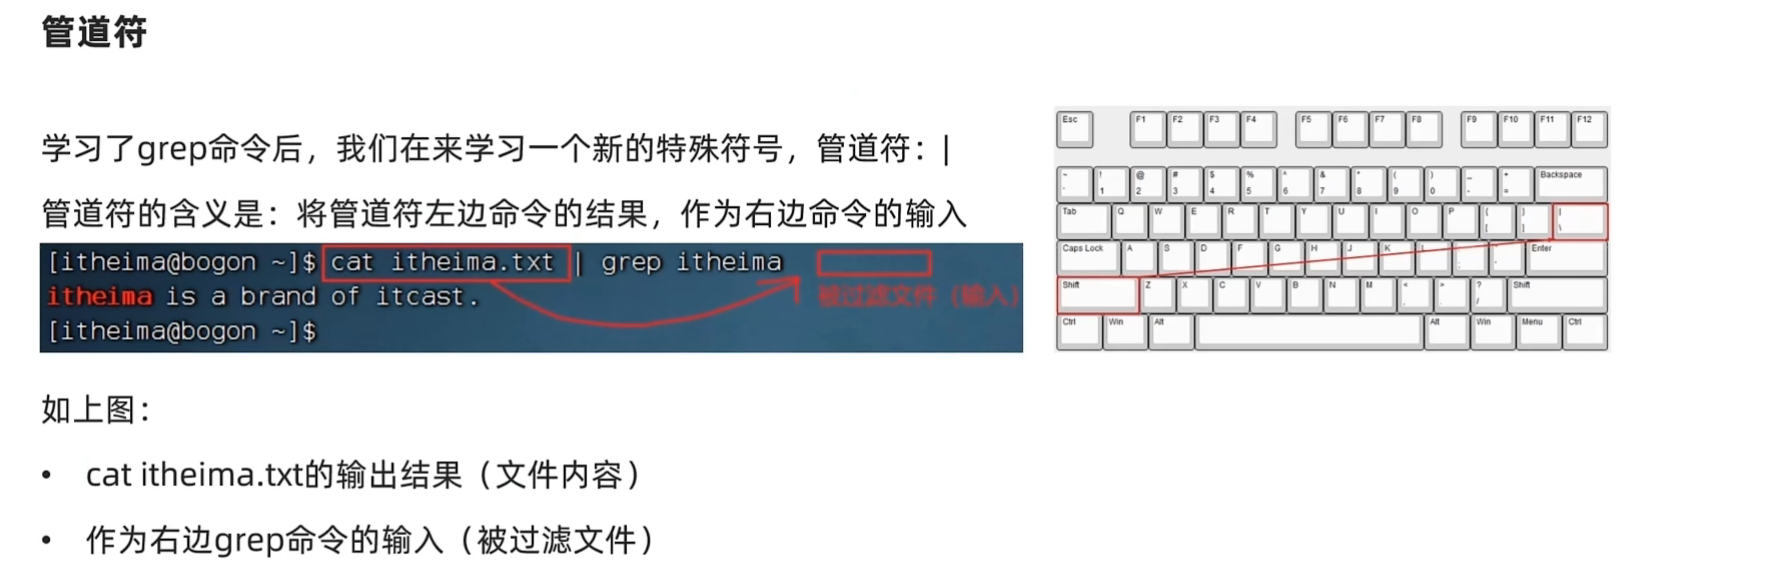 管道符
学习了grep命令后，我们在来学习一个新的特殊符号，管道符：|
管道符的含义是：将管道符左边命令的结果，作为右边命令的输入
[itheima@bogon ~]$ cat itheima.txt | grep itheima
itheima is a brand of itcast.
被过滤文件（输入）
[itheima@bogon ~]$
Esc F1 F2 F3 F4 F5 F6 F7 F8 F9 F10 F11 F12
~ ! @ # $ % ^ & * ( ) _ + Backspace
1 2 3 4 5 6 7 8 9 0 - =
Tab Q W E R T Y U I O P { } |
[ ] \
Caps Lock A S D F G H J K L Enter
Shift Z X C V B N M < > ? Shift
/
Ctrl Win Alt Alt Win Menu Ctrl
如上图：
• cat itheima.txt的输出结果（文件内容）
• 作为右边grep命令的输入（被过滤文件）